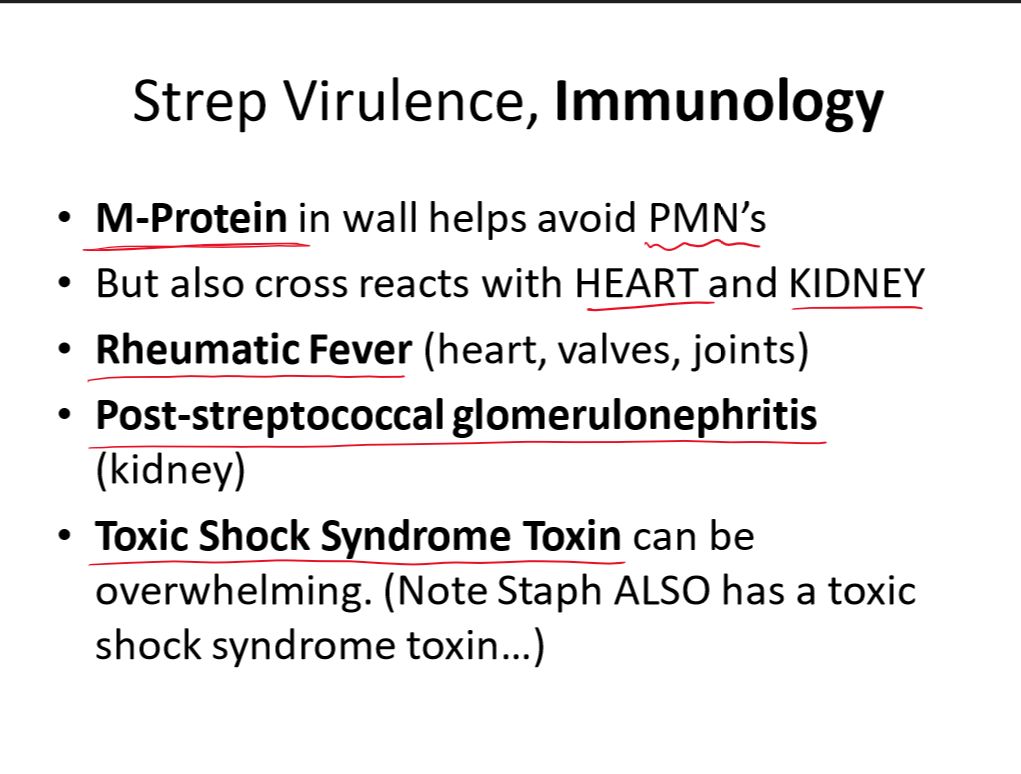 Strep Virulence, Immunology
• M-Protein in wall helps avoid PMN's
• But also cross reacts with HEART and KIDNEY
• Rheumatic Fever (heart, valves, joints)
• Post-streptococcal glomerulonephritis
(kidney)
• Toxic Shock Syndrome Toxin can be
overwhelming. (Note Staph ALSO has a toxic
shock syndrome toxin…)